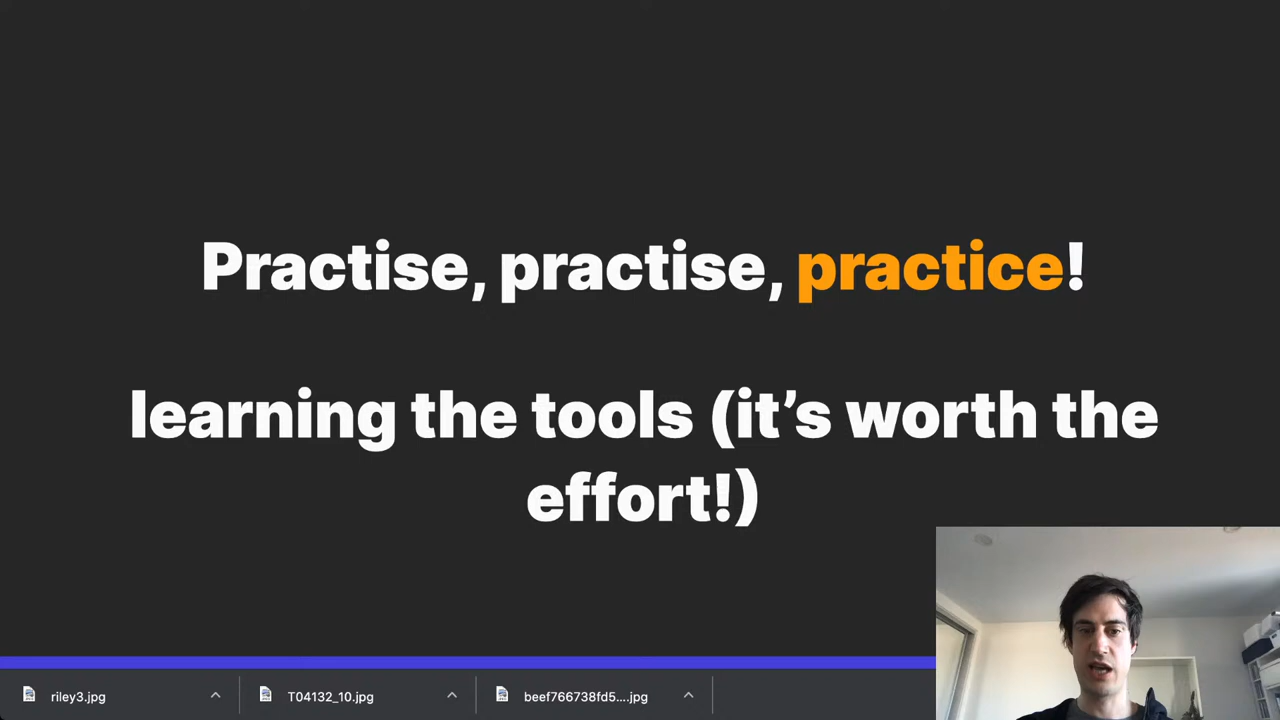 Practise, practise, practice!
learning the tools (it’s worth the
effort!)
riley3.jpg
T04132_10.jpg
beef766738fd5....jpg